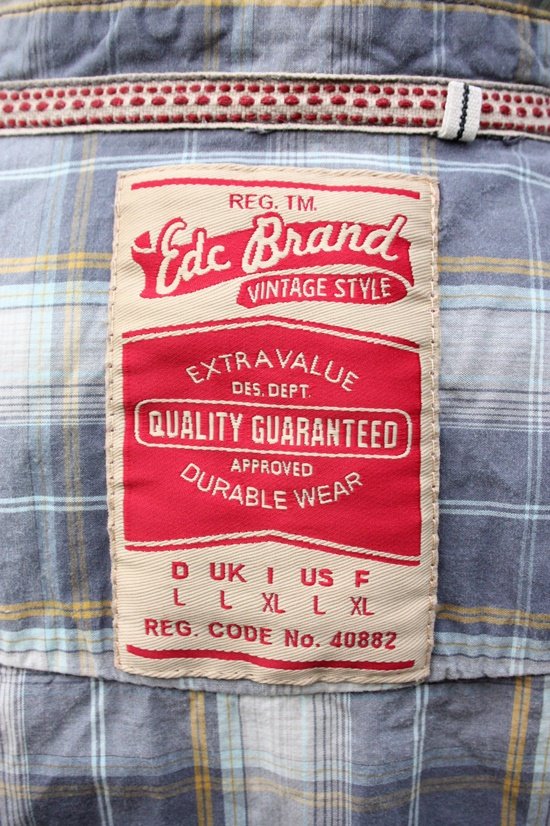 REG. TM.
Edc Brand
VINTAGE STYLE
EXTRAVALUE
DES. DEPT.
QUALITY GUARANTEED
APPROVED
DURABLE WEAR
D UK I US F
L L XL L XL
REG. CODE No. 40882